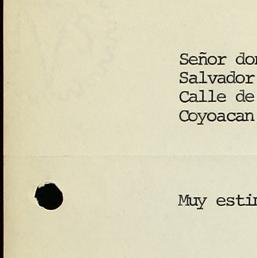 Señor don
Salvador
Calle de
Coyoacan
Muy estim